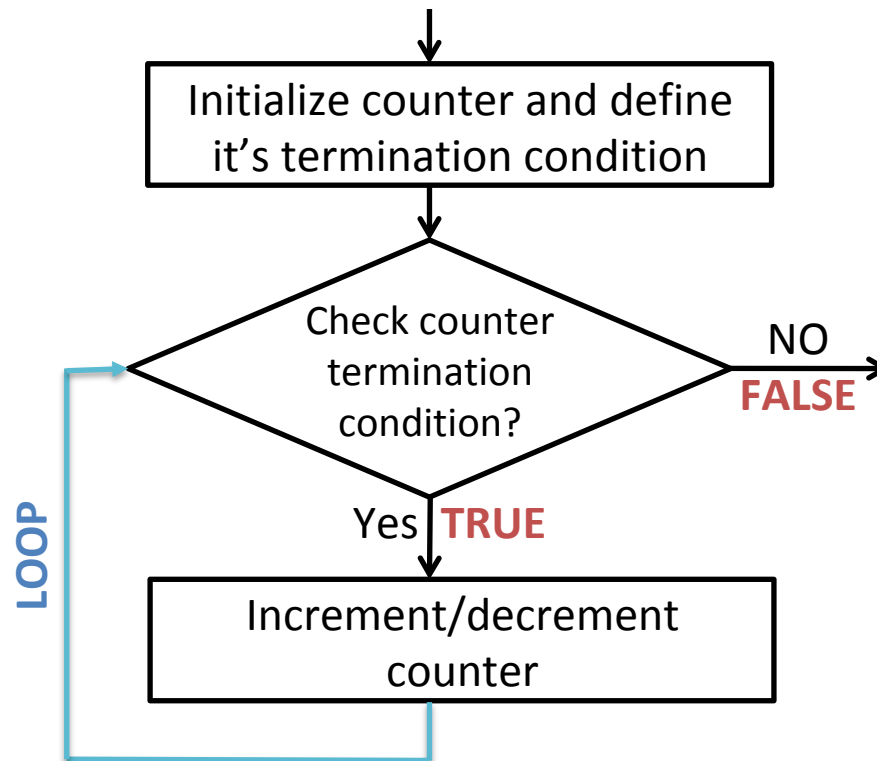 Initialize counter and define
it’s termination condition
Check counter
termination
condition?
NO
FALSE
Yes TRUE
LOOP
Increment/decrement
counter